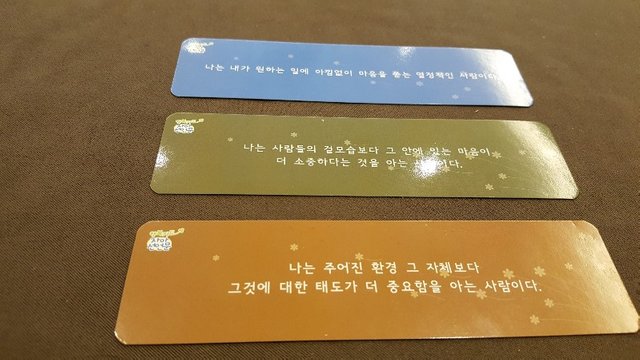 나는 내가 원하는 일에 아낌없이 마음을 쏟는 열정적인 사람이다.
나는 사람들의 겉모습보다 그 안에 있는 마음이
더 소중하다는 것을 아는 사람이다.
나는 주어진 환경 그 자체보다
그것에 대한 태도가 더 중요함을 아는 사람이다.